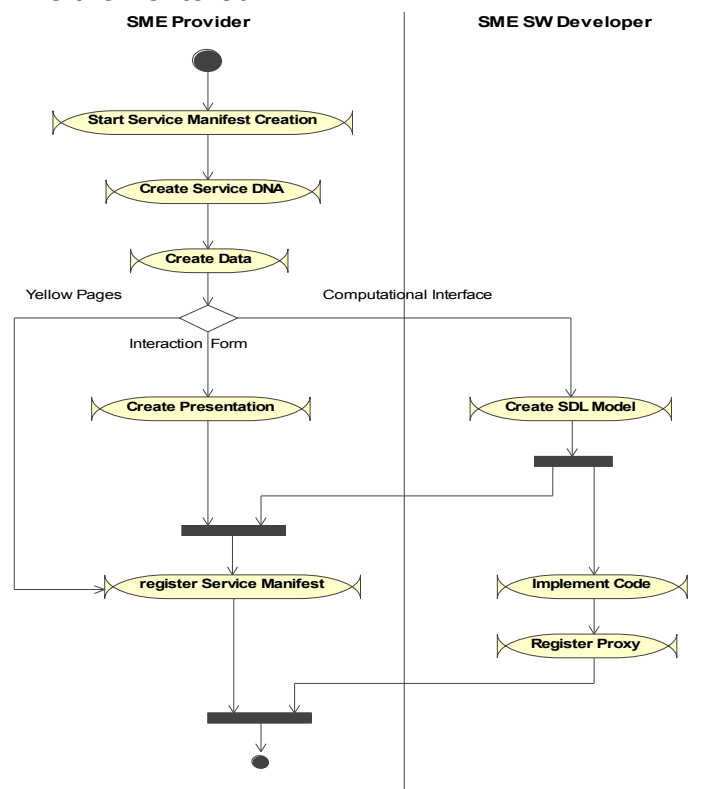 SME Provider
SME SW Developer
Start Service Manifest Creation
Create Service DNA
Create Data
Yellow Pages
Computational Interface
Interaction Form
Create Presentation
Create SDL Model
register Service Manifest
Implement Code
Register Proxy